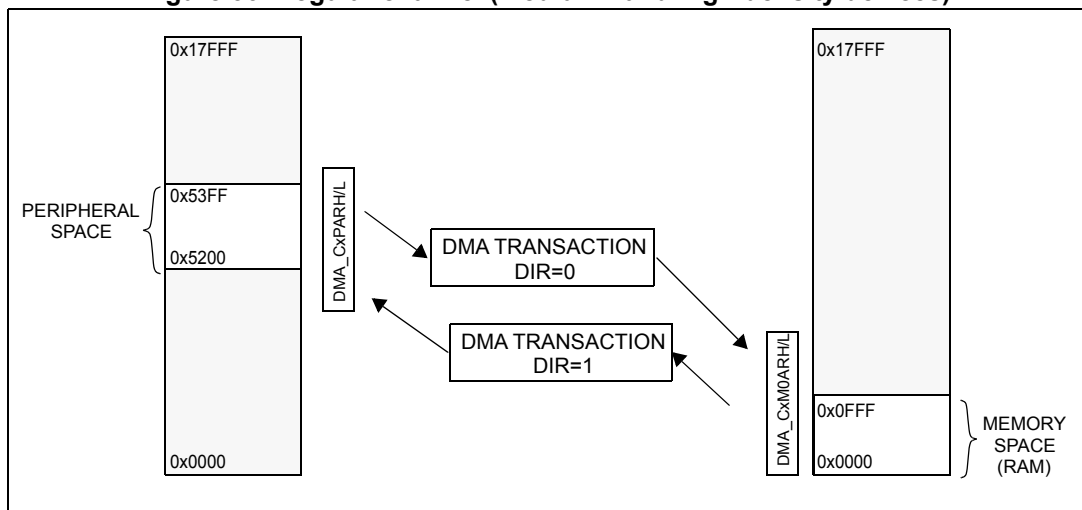 0x17FFF
0x53FF
PERIPHERAL
SPACE
0x5200
0x0000
DMA_CxPARH/L
DMA TRANSACTION
DIR=0
DMA TRANSACTION
DIR=1
DMA_CxM0ARH/L
0x17FFF
0x0FFF
MEMORY
SPACE
(RAM)
0x0000